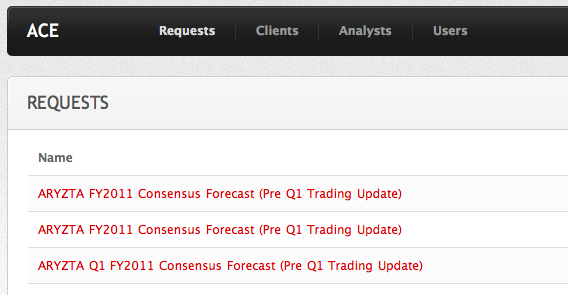 ACE Requests Clients Analysts Users
REQUESTS
Name
ARYZTA FY2011 Consensus Forecast (Pre Q1 Trading Update)
ARYZTA FY2011 Consensus Forecast (Pre Q1 Trading Update)
ARYZTA Q1 FY2011 Consensus Forecast (Pre Q1 Trading Update)